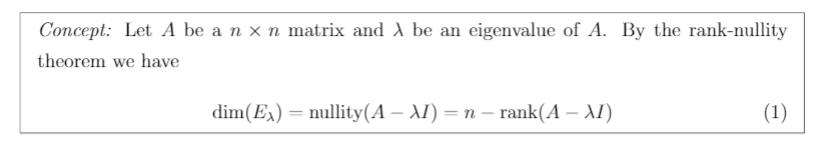 Concept: Let A be a n × n matrix and λ be an eigenvalue of A. By the rank-nullity
theorem we have
dim(E_λ) = nullity(A − λI) = n − rank(A − λI) (1)